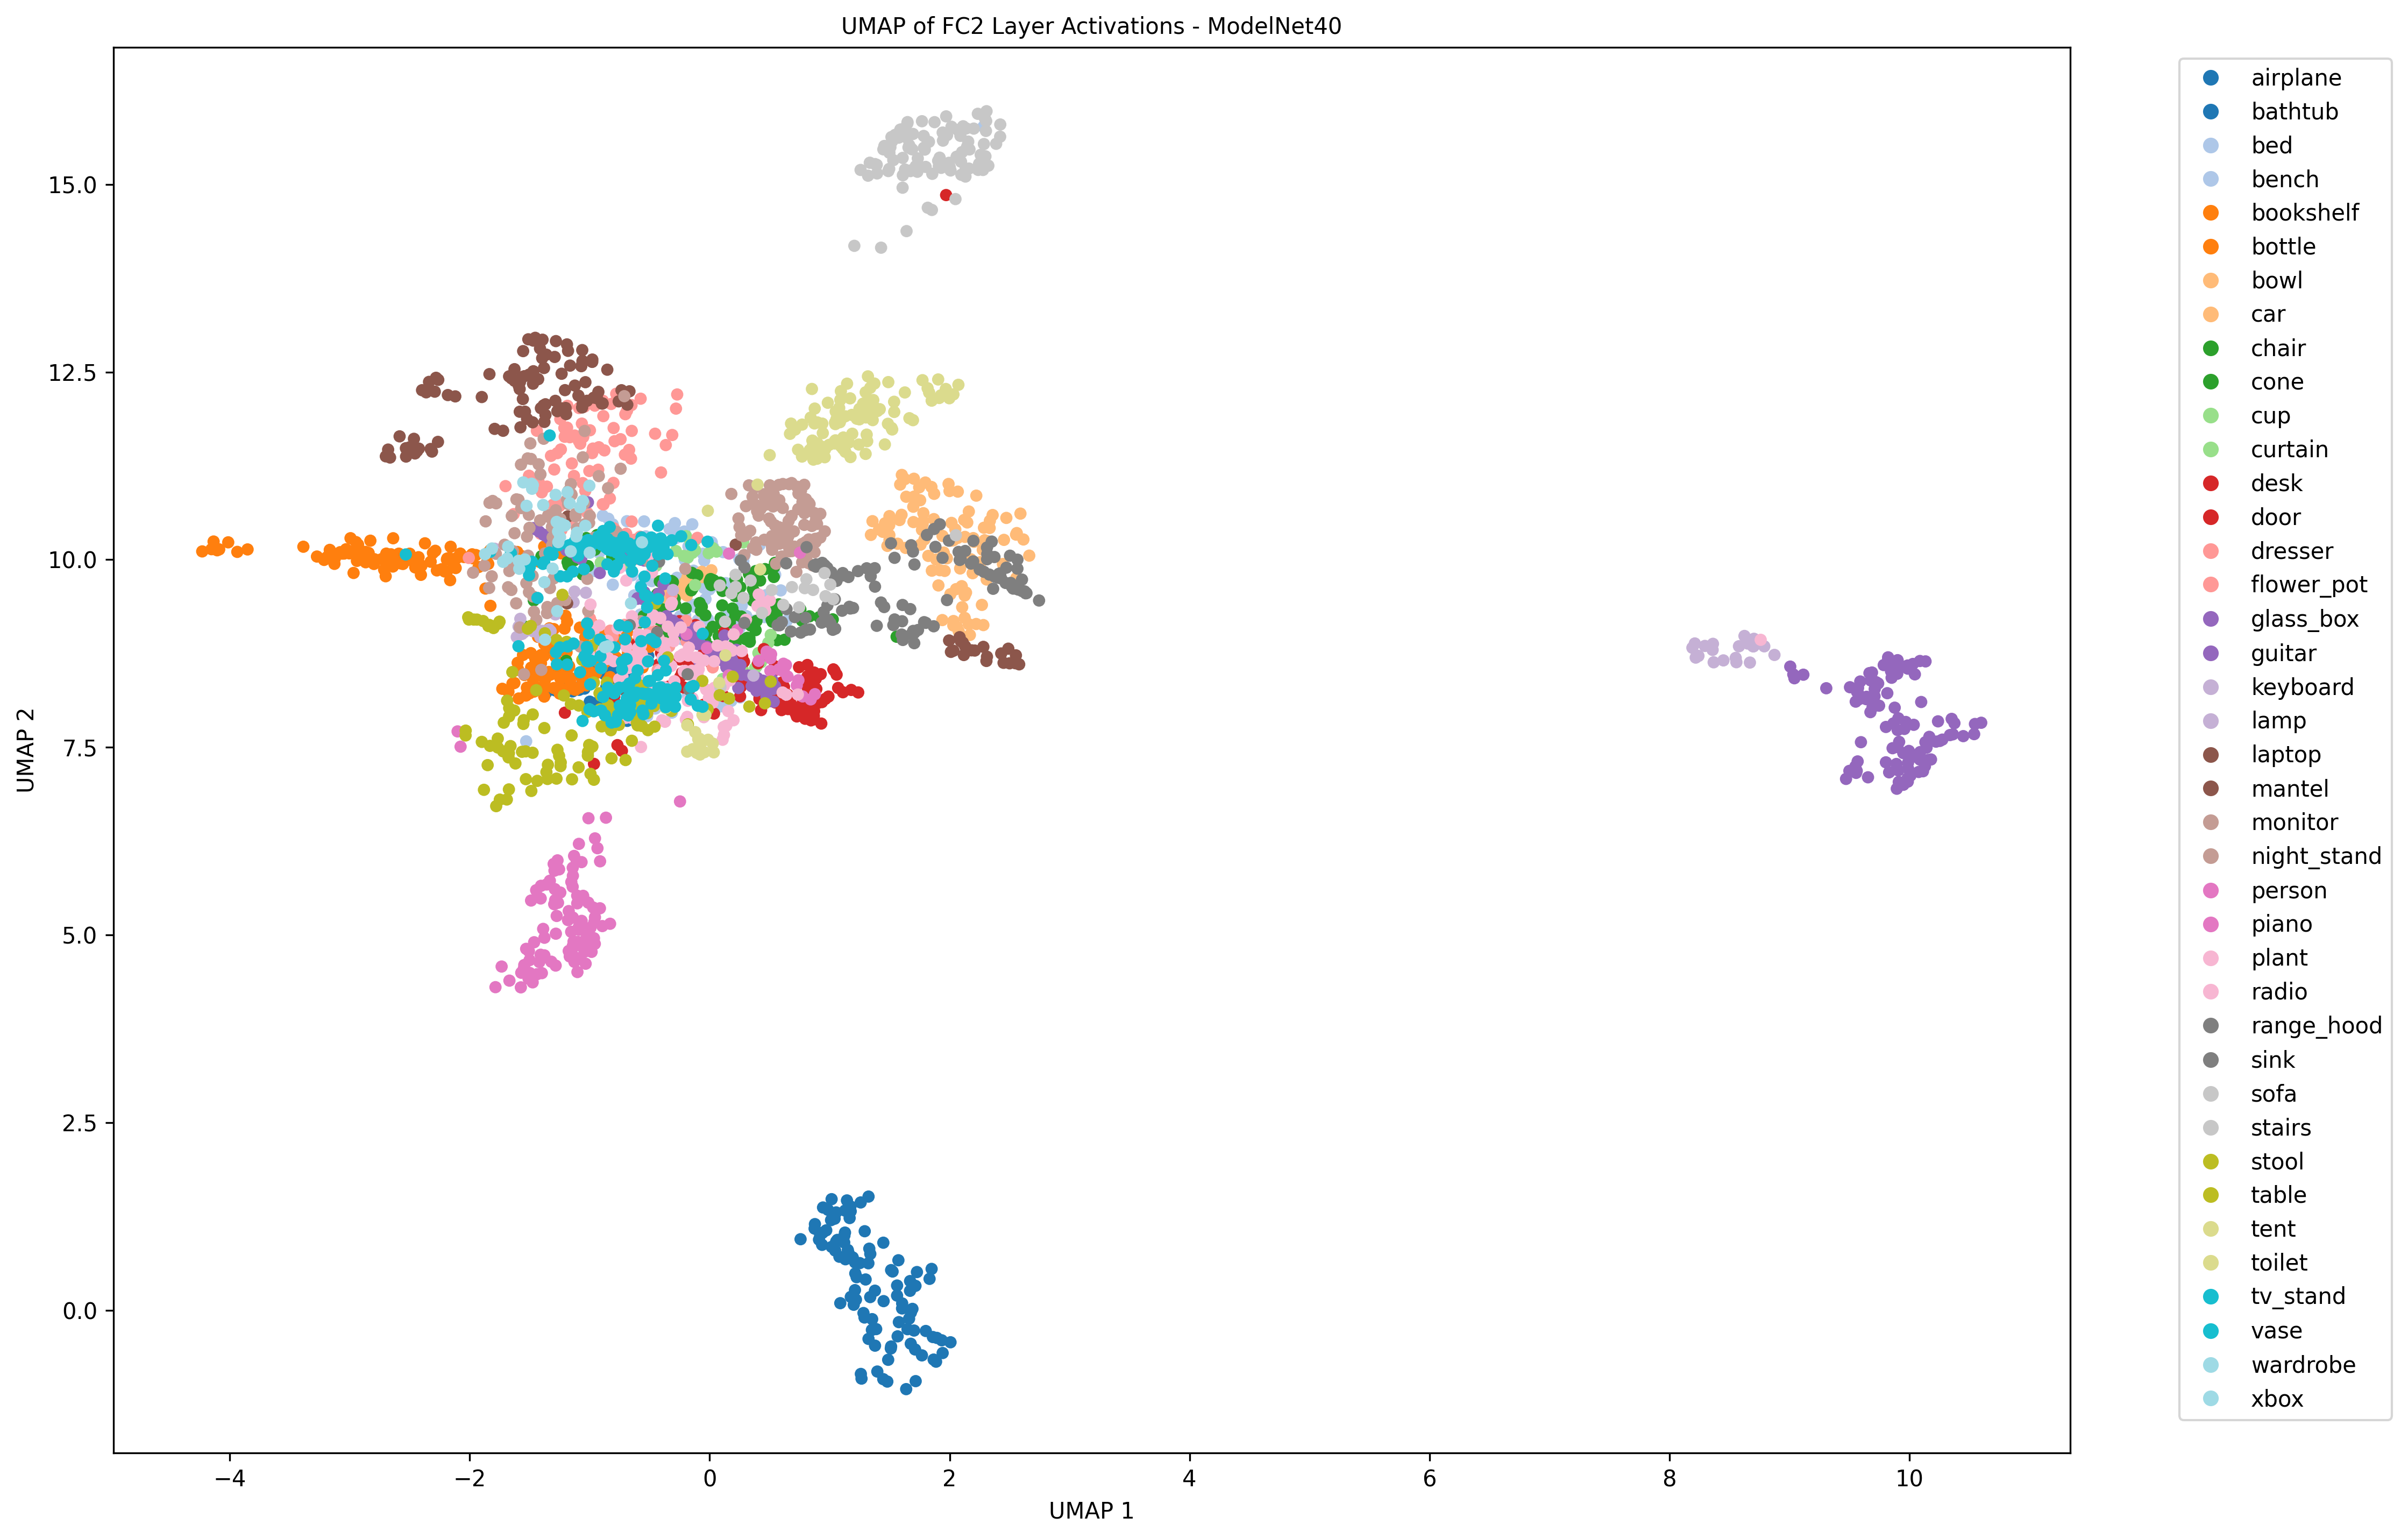 UMAP of FC2 Layer Activations - ModelNet40
airplane
bathtub
bed
bench
bookshelf
bottle
bowl
car
chair
cone
cup
curtain
desk
door
dresser
flower_pot
glass_box
guitar
keyboard
lamp
laptop
mantel
monitor
night_stand
person
piano
plant
radio
range_hood
sink
sofa
stairs
stool
table
tent
toilet
tv_stand
vase
wardrobe
xbox
UMAP 2
15.0
12.5
10.0
7.5
5.0
2.5
0.0
−4
−2
0
2
4
6
8
10
UMAP 1